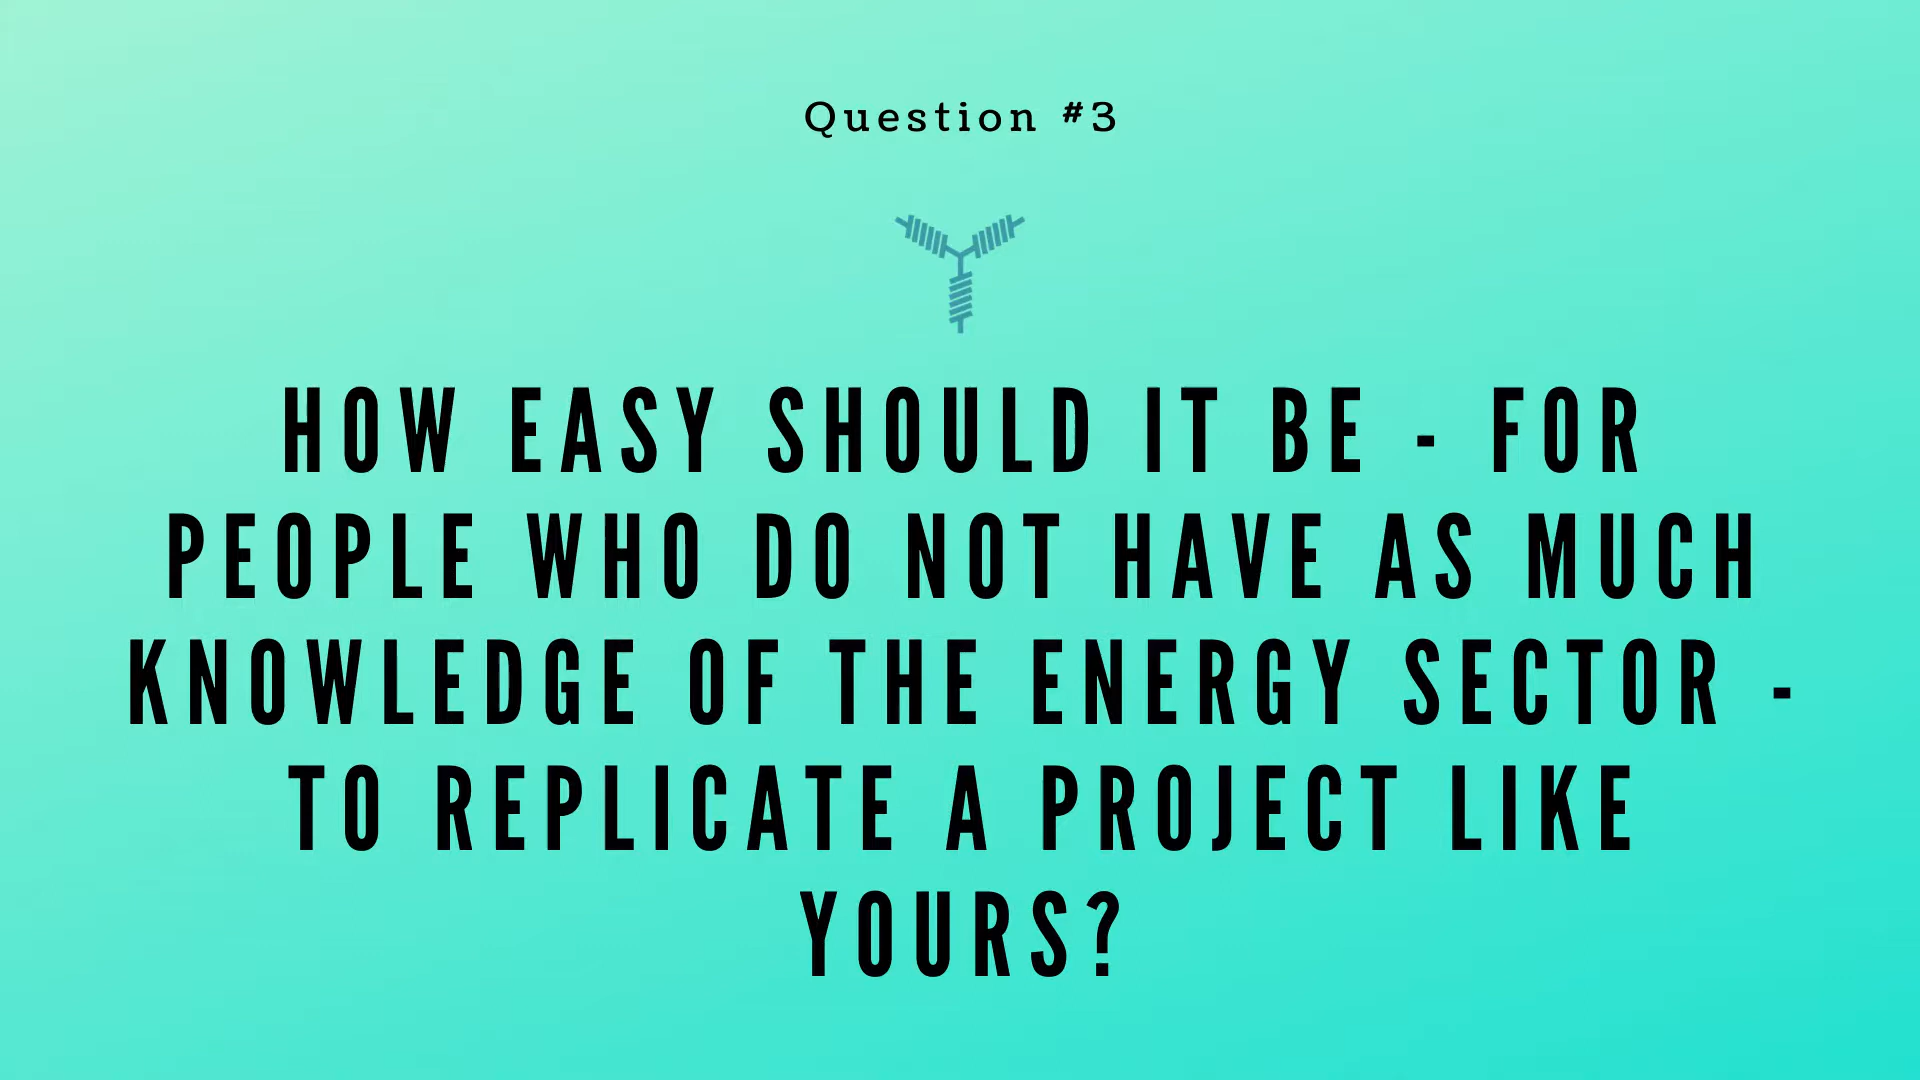 Question #3
HOW EASY SHOULD IT BE - FOR
PEOPLE WHO DO NOT HAVE AS MUCH
KNOWLEDGE OF THE ENERGY SECTOR -
TO REPLICATE A PROJECT LIKE
YOURS?